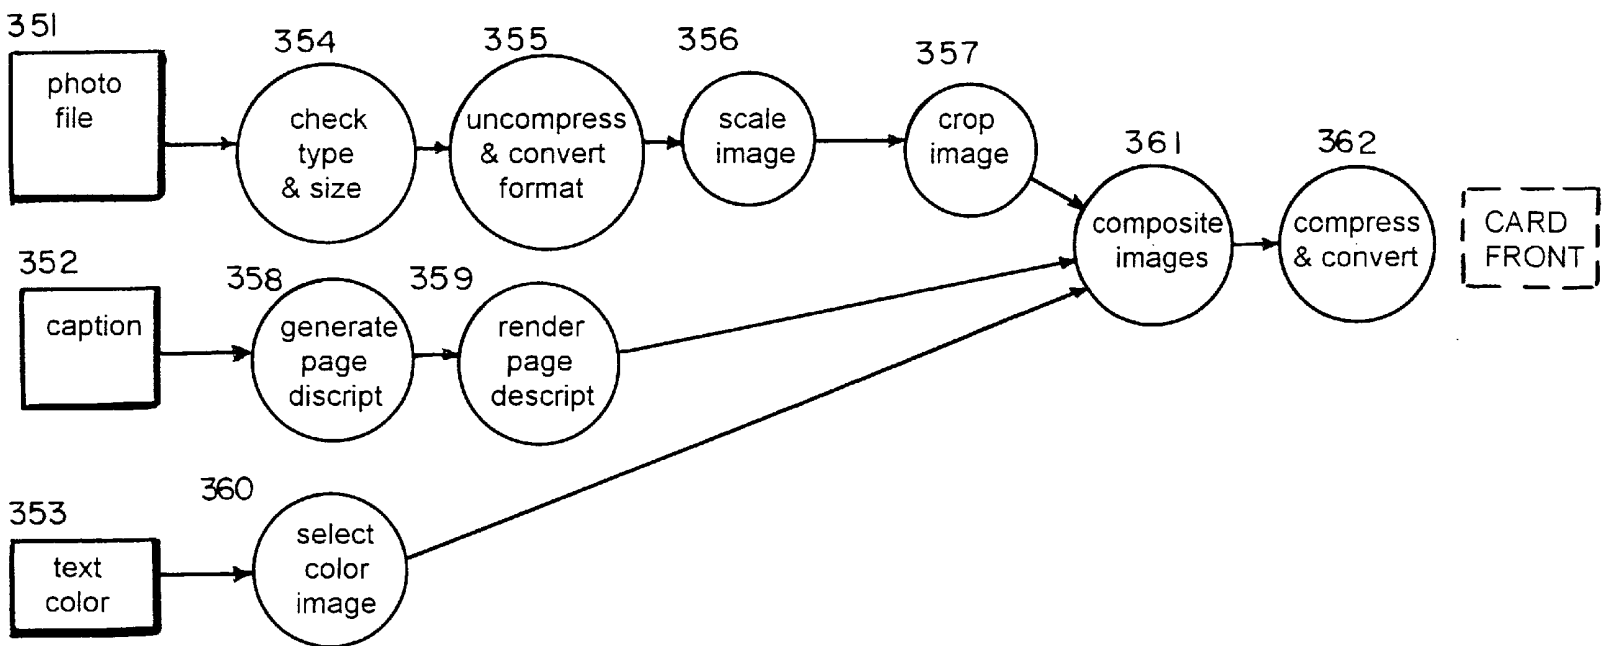 351
photo
file
354
check
type
& size
355
uncompress
& convert
format
356
scale
image
357
crop
image
361
composite
images
362
compress
& convert
CARD
FRONT
352
caption
358
generate
page
discript
359
render
page
descript
353
text
color
360
select
color
image